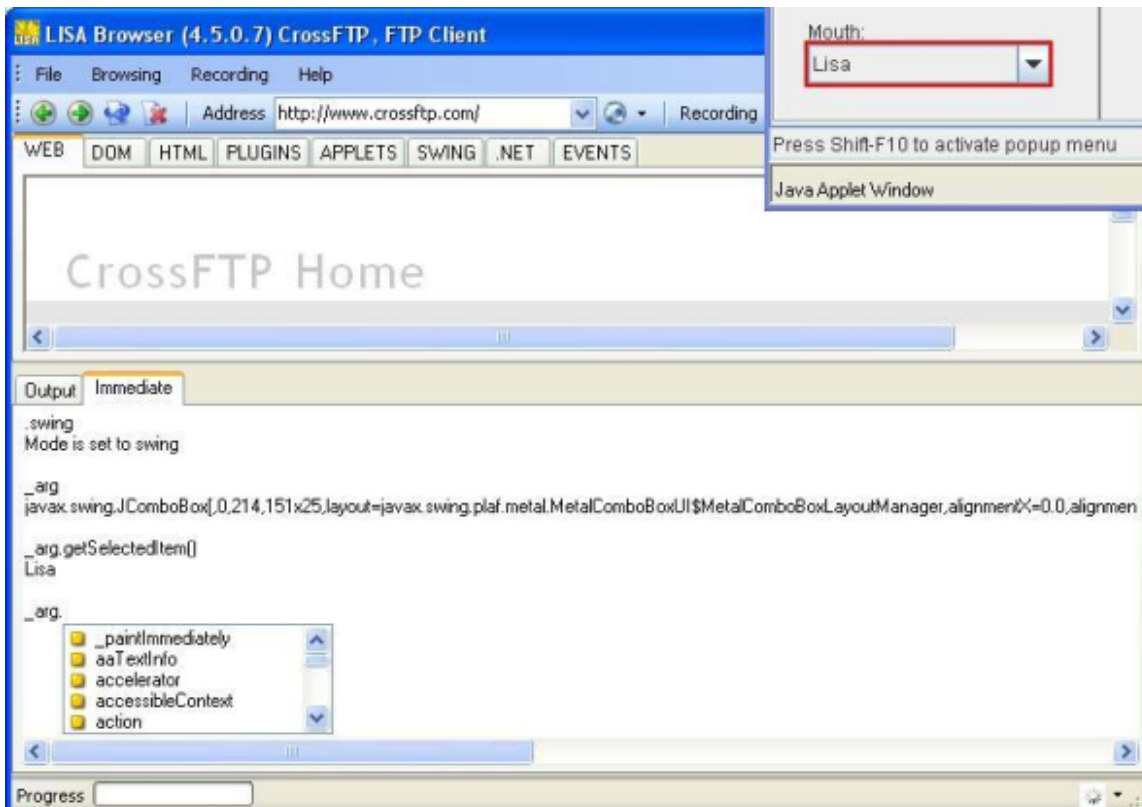 LISA Browser (4.5.0.7) CrossFTP, FTP Client
File Browsing Recording Help
Address http://www.crossftp.com/ Recording
WEB DOM HTML PLUGINS APPLETS SWING .NET EVENTS
Mouth:
Lisa
Press Shift-F10 to activate popup menu
Java Applet Window
CrossFTP Home
Output Immediate
.swing
Mode is set to swing
_arg
javax.swing.JComboBox[,0,214,151x25,layout=javax.swing.plaf.metal.MetalComboBoxUI$MetalComboBoxLayoutManager,alignmentX=0.0,alignmen
_arg.getSelectedItem()
Lisa
_arg.
_paintImmediately
aaTextInfo
accelerator
accessibleContext
action
Progress